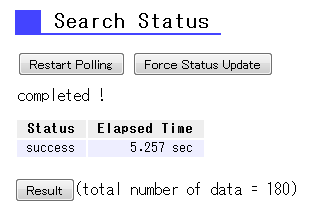 Search Status
Restart Polling Force Status Update
completed !
Status Elapsed Time
success 5.257 sec
Result (total number of data = 180)